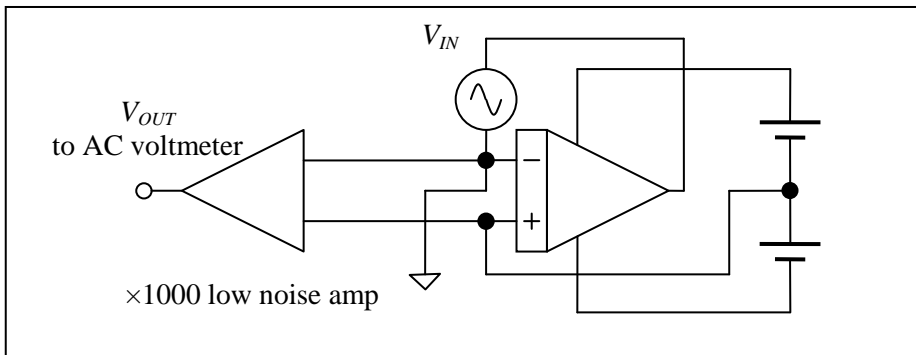 V_IN
V_OUT
to AC voltmeter
−
+
×1000 low noise amp